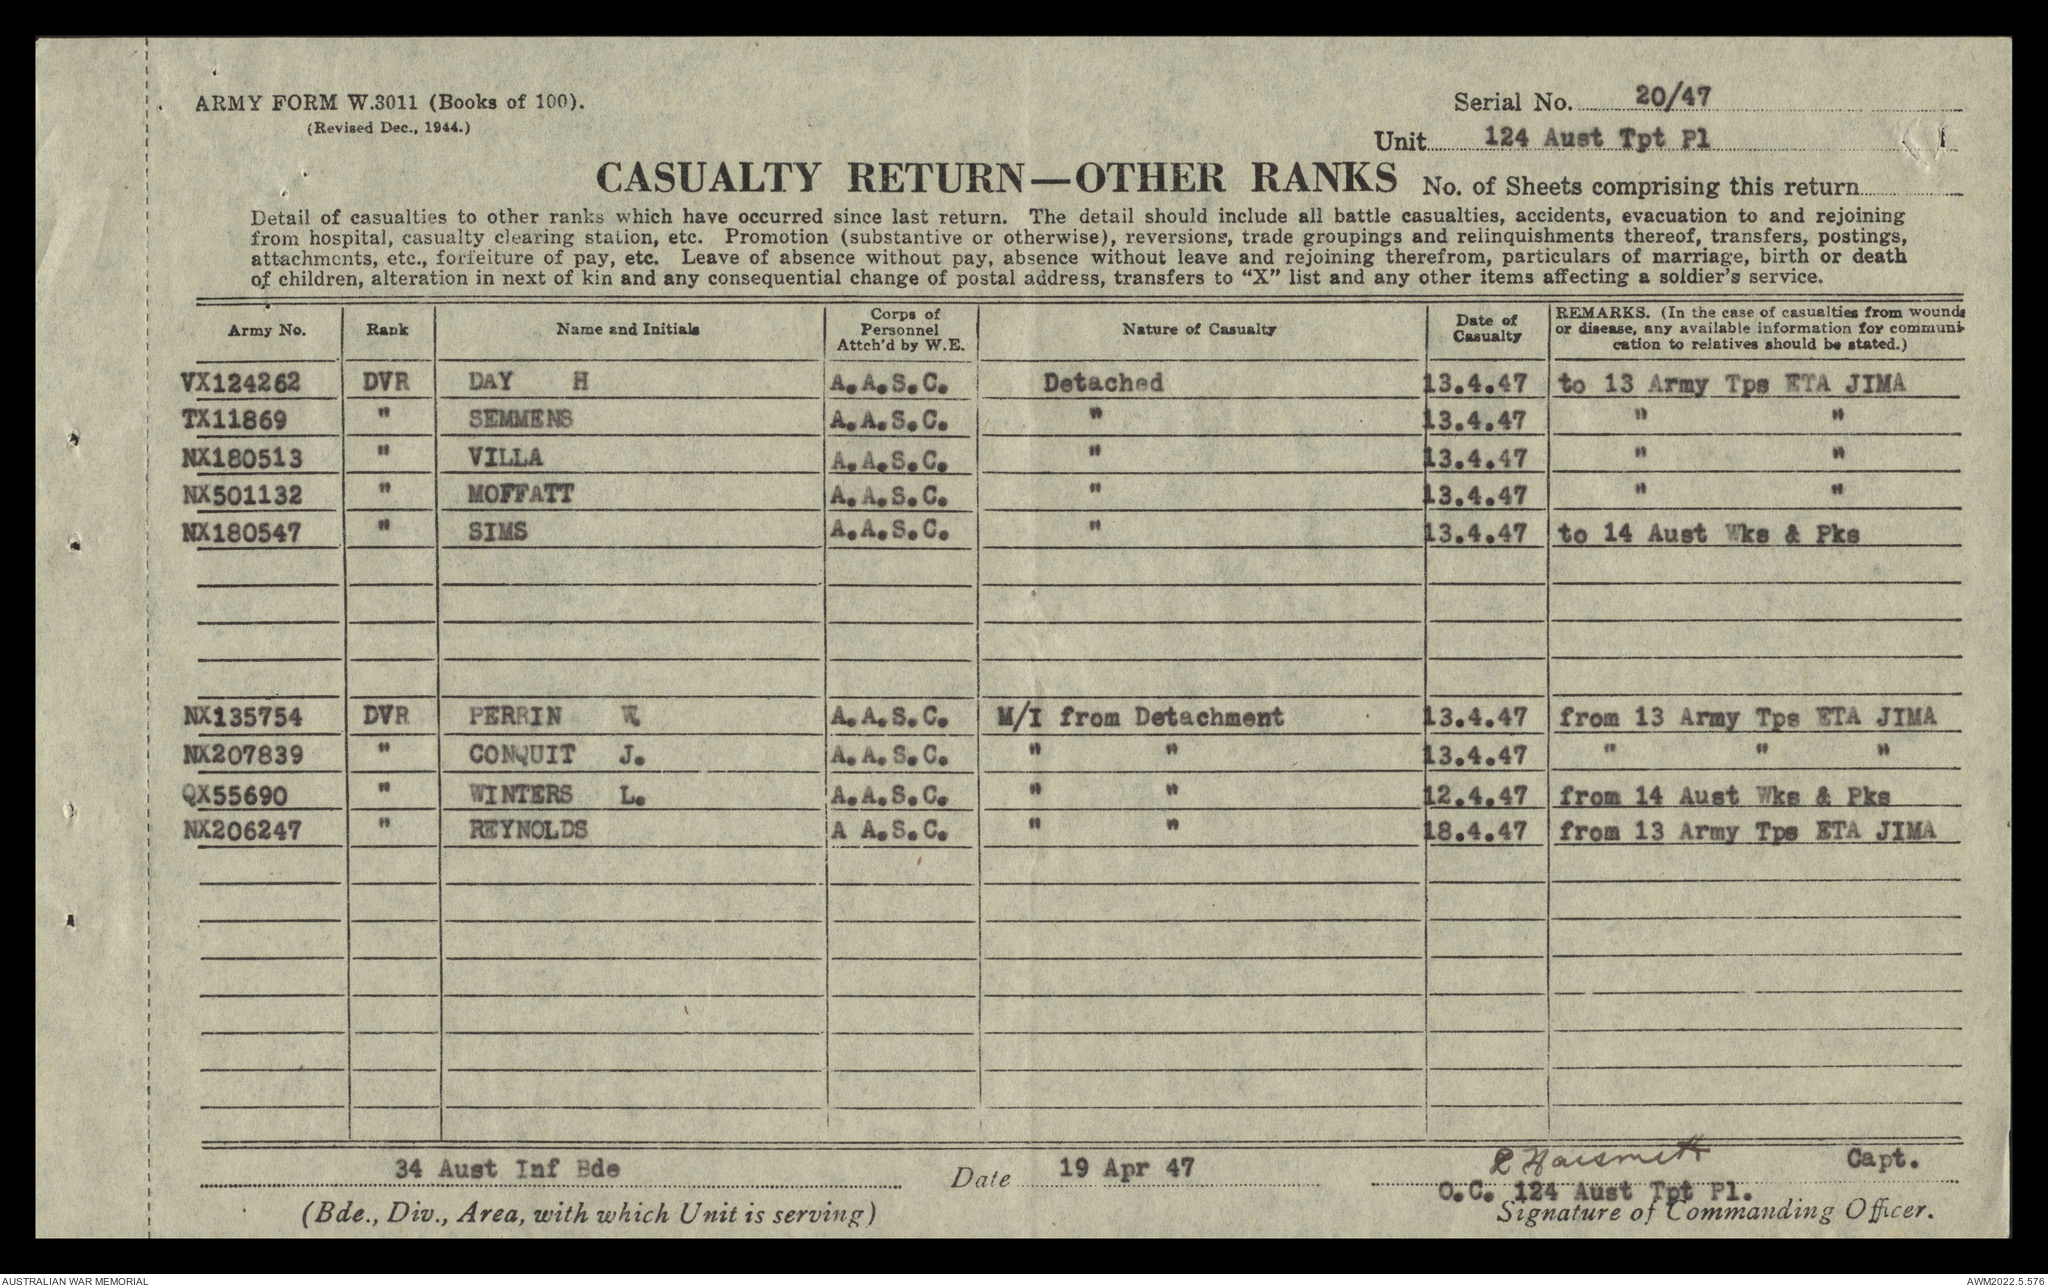 ARMY FORM W.3011 (Books of 100).
(Revised Dec., 1944.)
Serial No. 20/47
Unit 124 Aust Tpt Pl
CASUALTY RETURN—OTHER RANKS
No. of Sheets comprising this return
Detail of casualties to other ranks which have occurred since last return. The detail should include all battle casualties, accidents, evacuation to and rejoining
from hospital, casualty clearing station, etc. Promotion (substantive or otherwise), reversions, trade groupings and relinquishments thereof, transfers, postings,
attachments, etc., forfeiture of pay, etc. Leave of absence without pay, absence without leave and rejoining therefrom, particulars of marriage, birth or death
of children, alteration in next of kin and any consequential change of postal address, transfers to “X” list and any other items affecting a soldier's service.
Army No. Rank Name and Initials Corps of Personnel Attch'd by W.E. Nature of Casualty Date of Casualty REMARKS. (In the case of casualties from wounds or disease, any available information for communi- cation to relatives should be stated.)
VX124262 DVR DAY H A.A.S.C. Detached 13.4.47 to 13 Army Tps ETA JIMA
TX11869 " SEMMENS A.A.S.C. " 13.4.47 " "
NX180513 " VILLA A.A.S.C. " 13.4.47 " "
NX501132 " MOFFATT A.A.S.C. " 13.4.47 " "
NX180547 " SIMS A.A.S.C. " 13.4.47 to 14 Aust Wks & Pks
NX135754 DVR PERRIN A.A.S.C. M/I from Detachment 13.4.47 from 13 Army Tps ETA JIMA
NX207839 " CONQUIT J. A.A.S.C. " " 13.4.47 " " "
QX55690 " WINTERS L. A.A.S.C. " " 12.4.47 from 14 Aust Wks & Pks
NX206247 " REYNOLDS A A.S.C. " " 18.4.47 from 13 Army Tps ETA JIMA
34 Aust Inf Bde
(Bde., Div., Area, with which Unit is serving)
Date 19 Apr 47
R Naismith Capt.
O.C. 124 Aust Tpt Pl.
Signature of Commanding Officer.
AUSTRALIAN WAR MEMORIAL
AWM2022.5.576